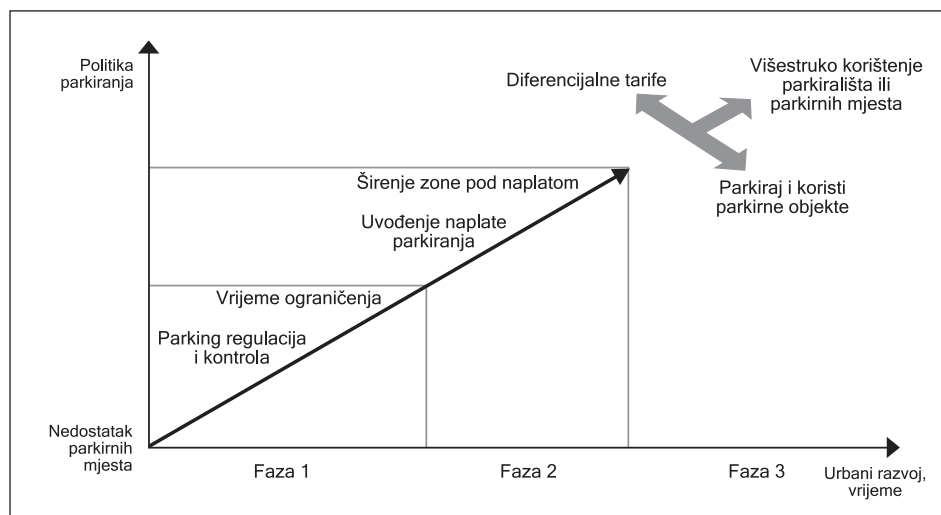 Politika
parkiranja
Diferencijalne tarife
Višestruko korištenje
parkirališta ili
parkirnih mjesta
Širenje zone pod naplatom
Parkiraj i koristi
parkirne objekte
Uvođenje naplate
parkiranja
Vrijeme ograničenja
Parking regulacija
i kontrola
Nedostatak
parkirnih
mjesta
Faza 1
Faza 2
Faza 3
Urbani razvoj,
vrijeme